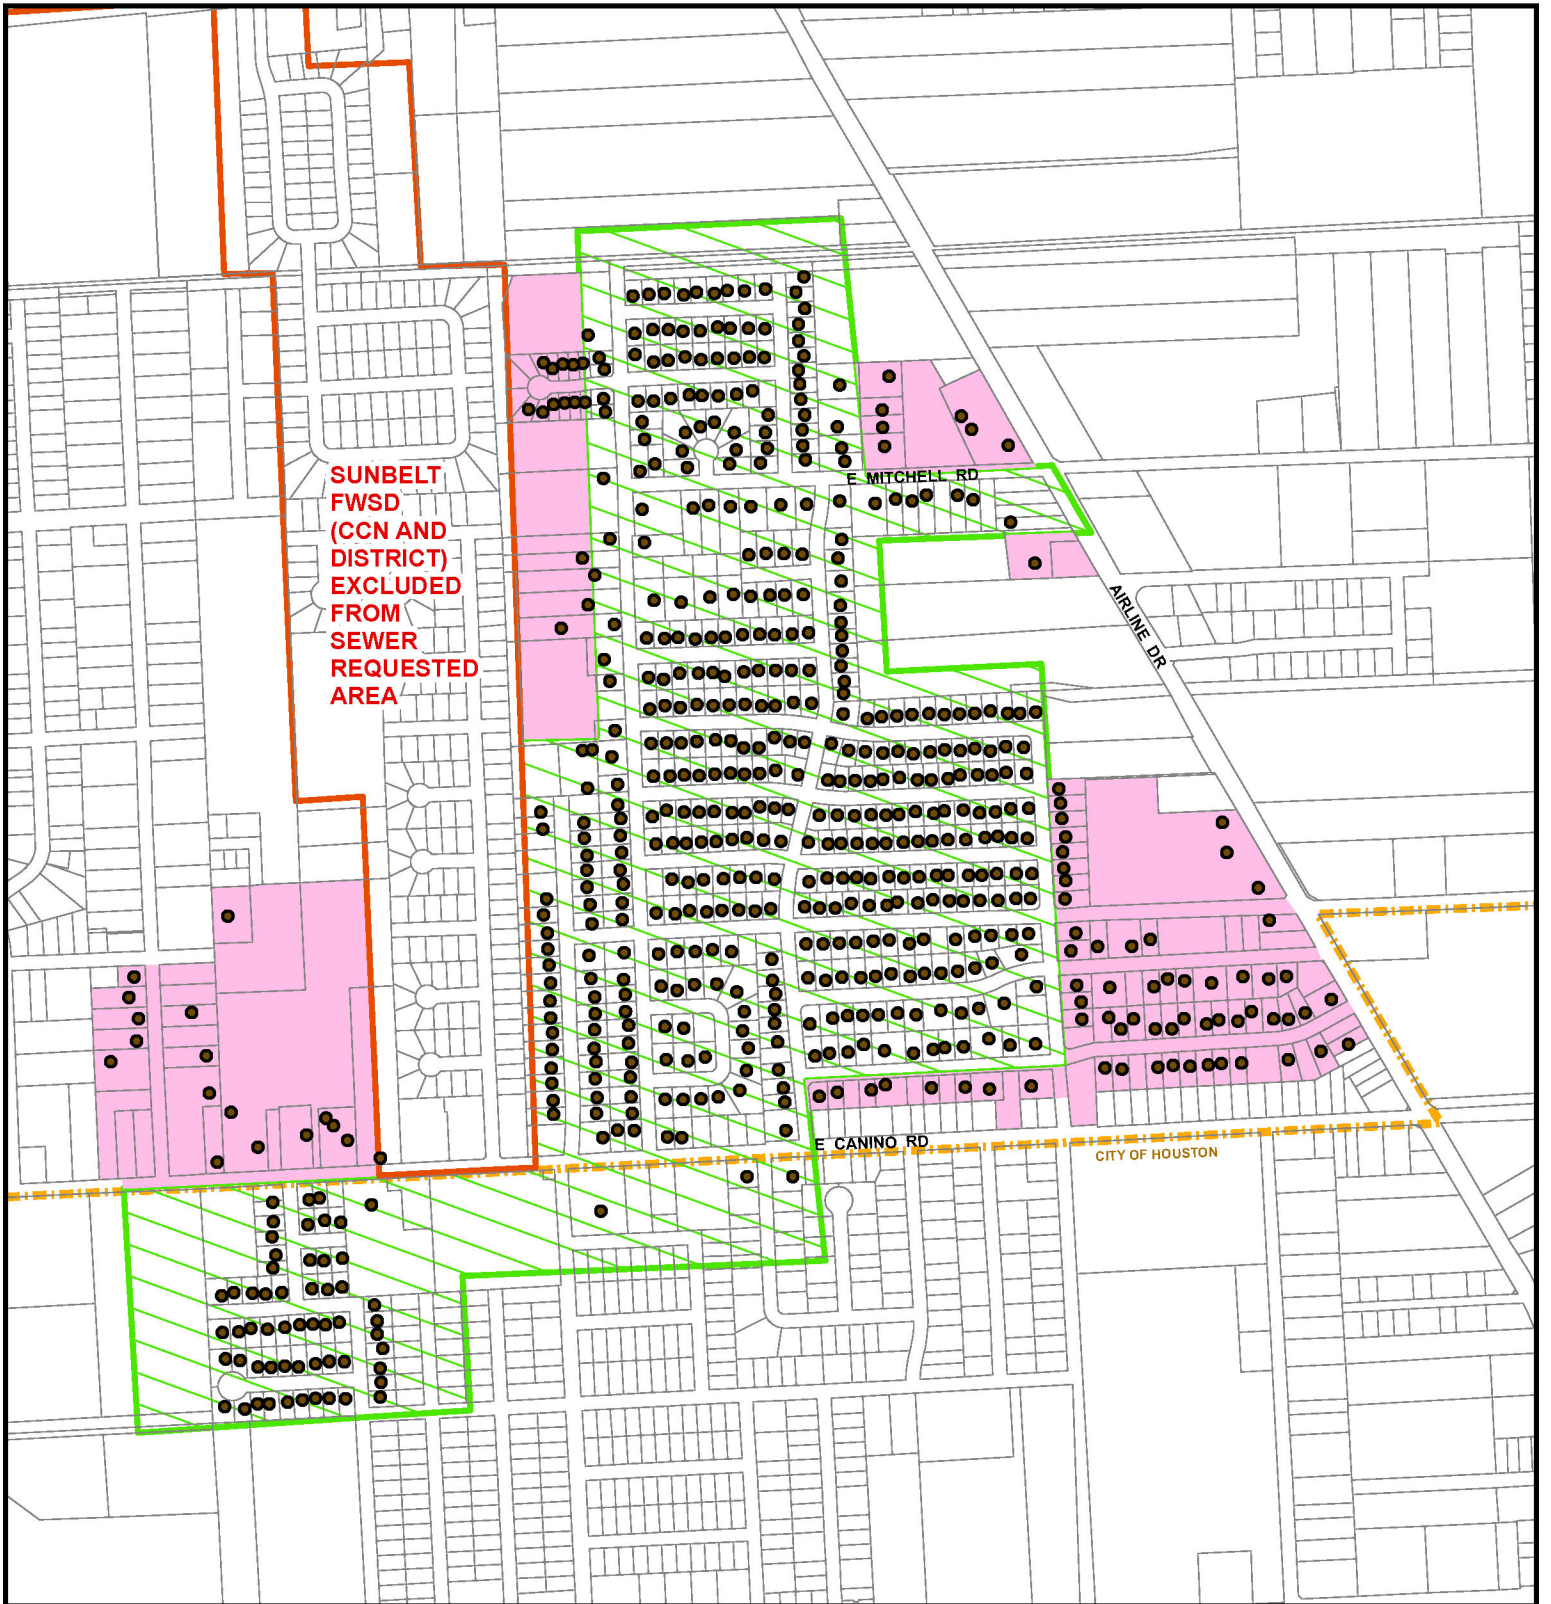 SUNBELT
FWSD
(CCN AND
DISTRICT)
EXCLUDED
FROM
SEWER
REQUESTED
AREA
E MITCHELL RD
AIRLINE DR
E CANINO RD
CITY OF HOUSTON